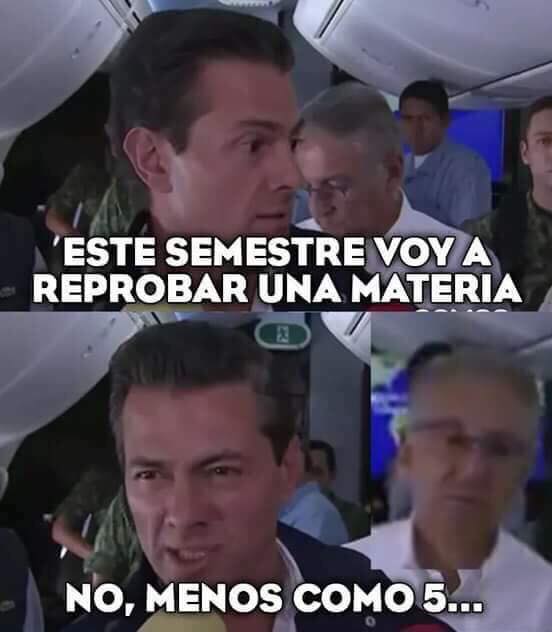 'ESTE SEMESTRE VOY A
REPROBAR UNA MATERIA
NO, MENOS COMO 5...